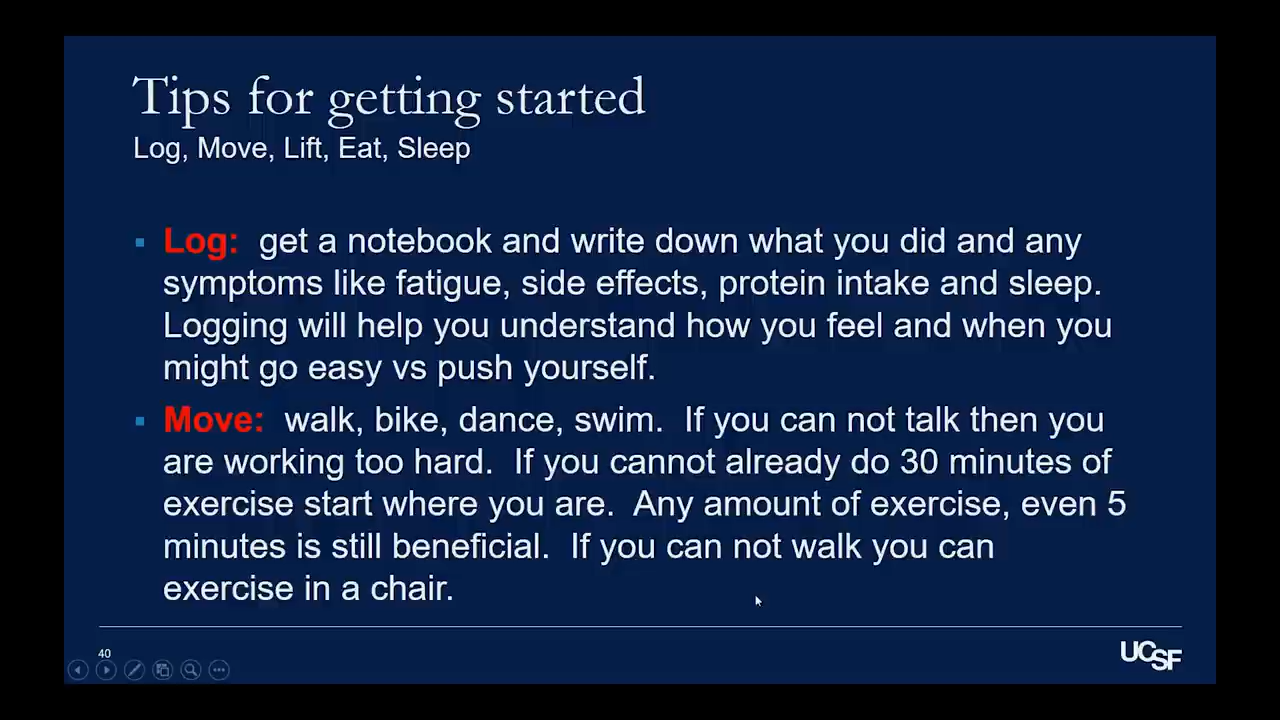 Tips for getting started
Log, Move, Lift, Eat, Sleep
Log: get a notebook and write down what you did and any
symptoms like fatigue, side effects, protein intake and sleep.
Logging will help you understand how you feel and when you
might go easy vs push yourself.
Move: walk, bike, dance, swim. If you can not talk then you
are working too hard. If you cannot already do 30 minutes of
exercise start where you are. Any amount of exercise, even 5
minutes is still beneficial. If you can not walk you can
exercise in a chair.
40
UCSF